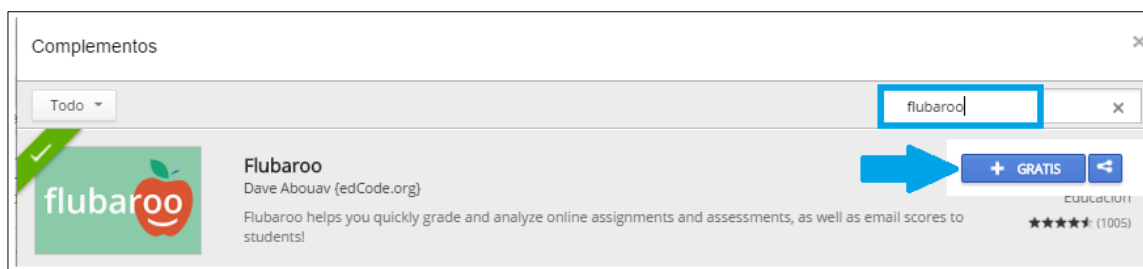 Complementos
Todo
flubaroo
flubaroo
Flubaroo
Dave Abouav {edCode.org}
Flubaroo helps you quickly grade and analyze online assignments and assessments, as well as email scores to
students!
+ GRATIS
Educación
(1005)